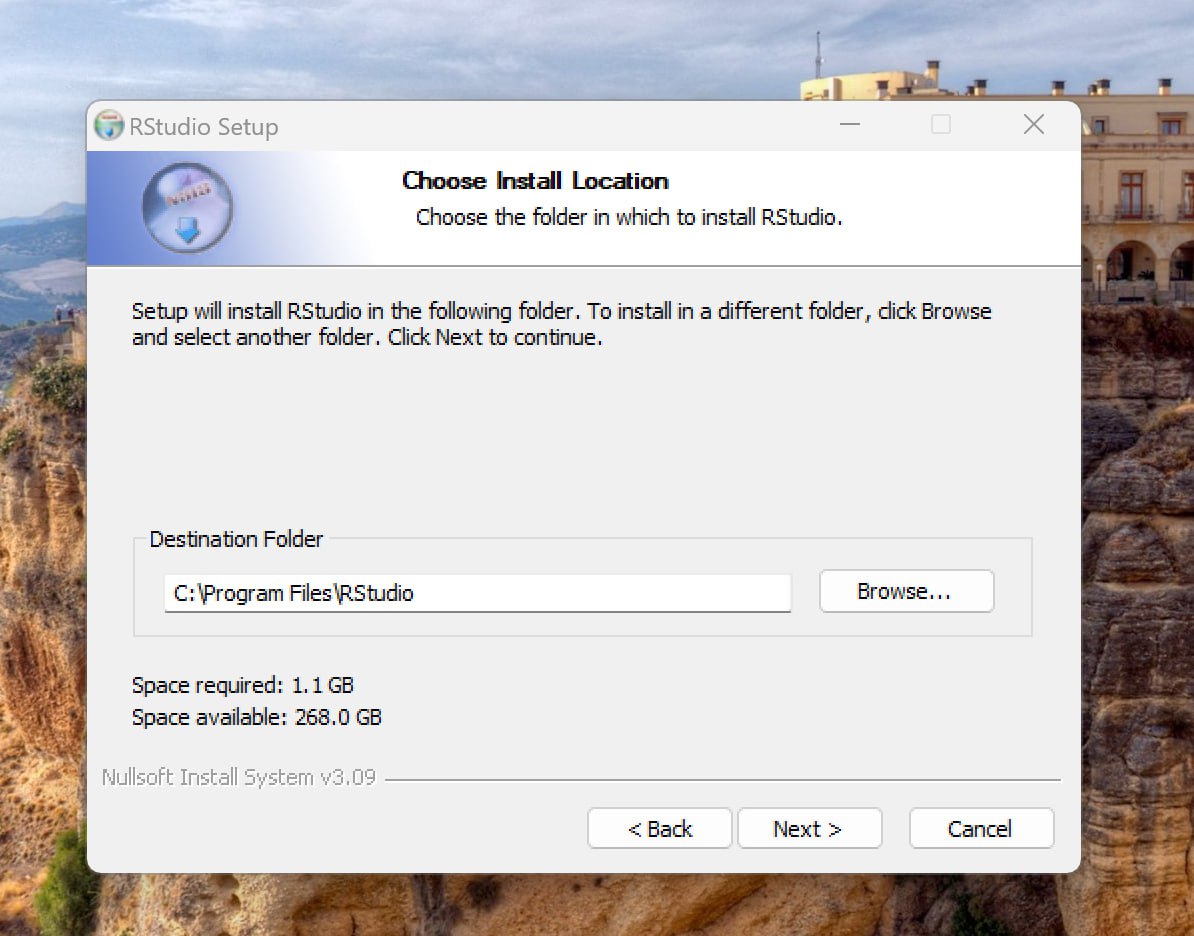 RStudio Setup
Choose Install Location
Choose the folder in which to install RStudio.
Setup will install RStudio in the following folder. To install in a different folder, click Browse
and select another folder. Click Next to continue.
Destination Folder
C:\Program Files\RStudio
Browse...
Space required: 1.1 GB
Space available: 268.0 GB
Nullsoft Install System v3.09
< Back
Next >
Cancel